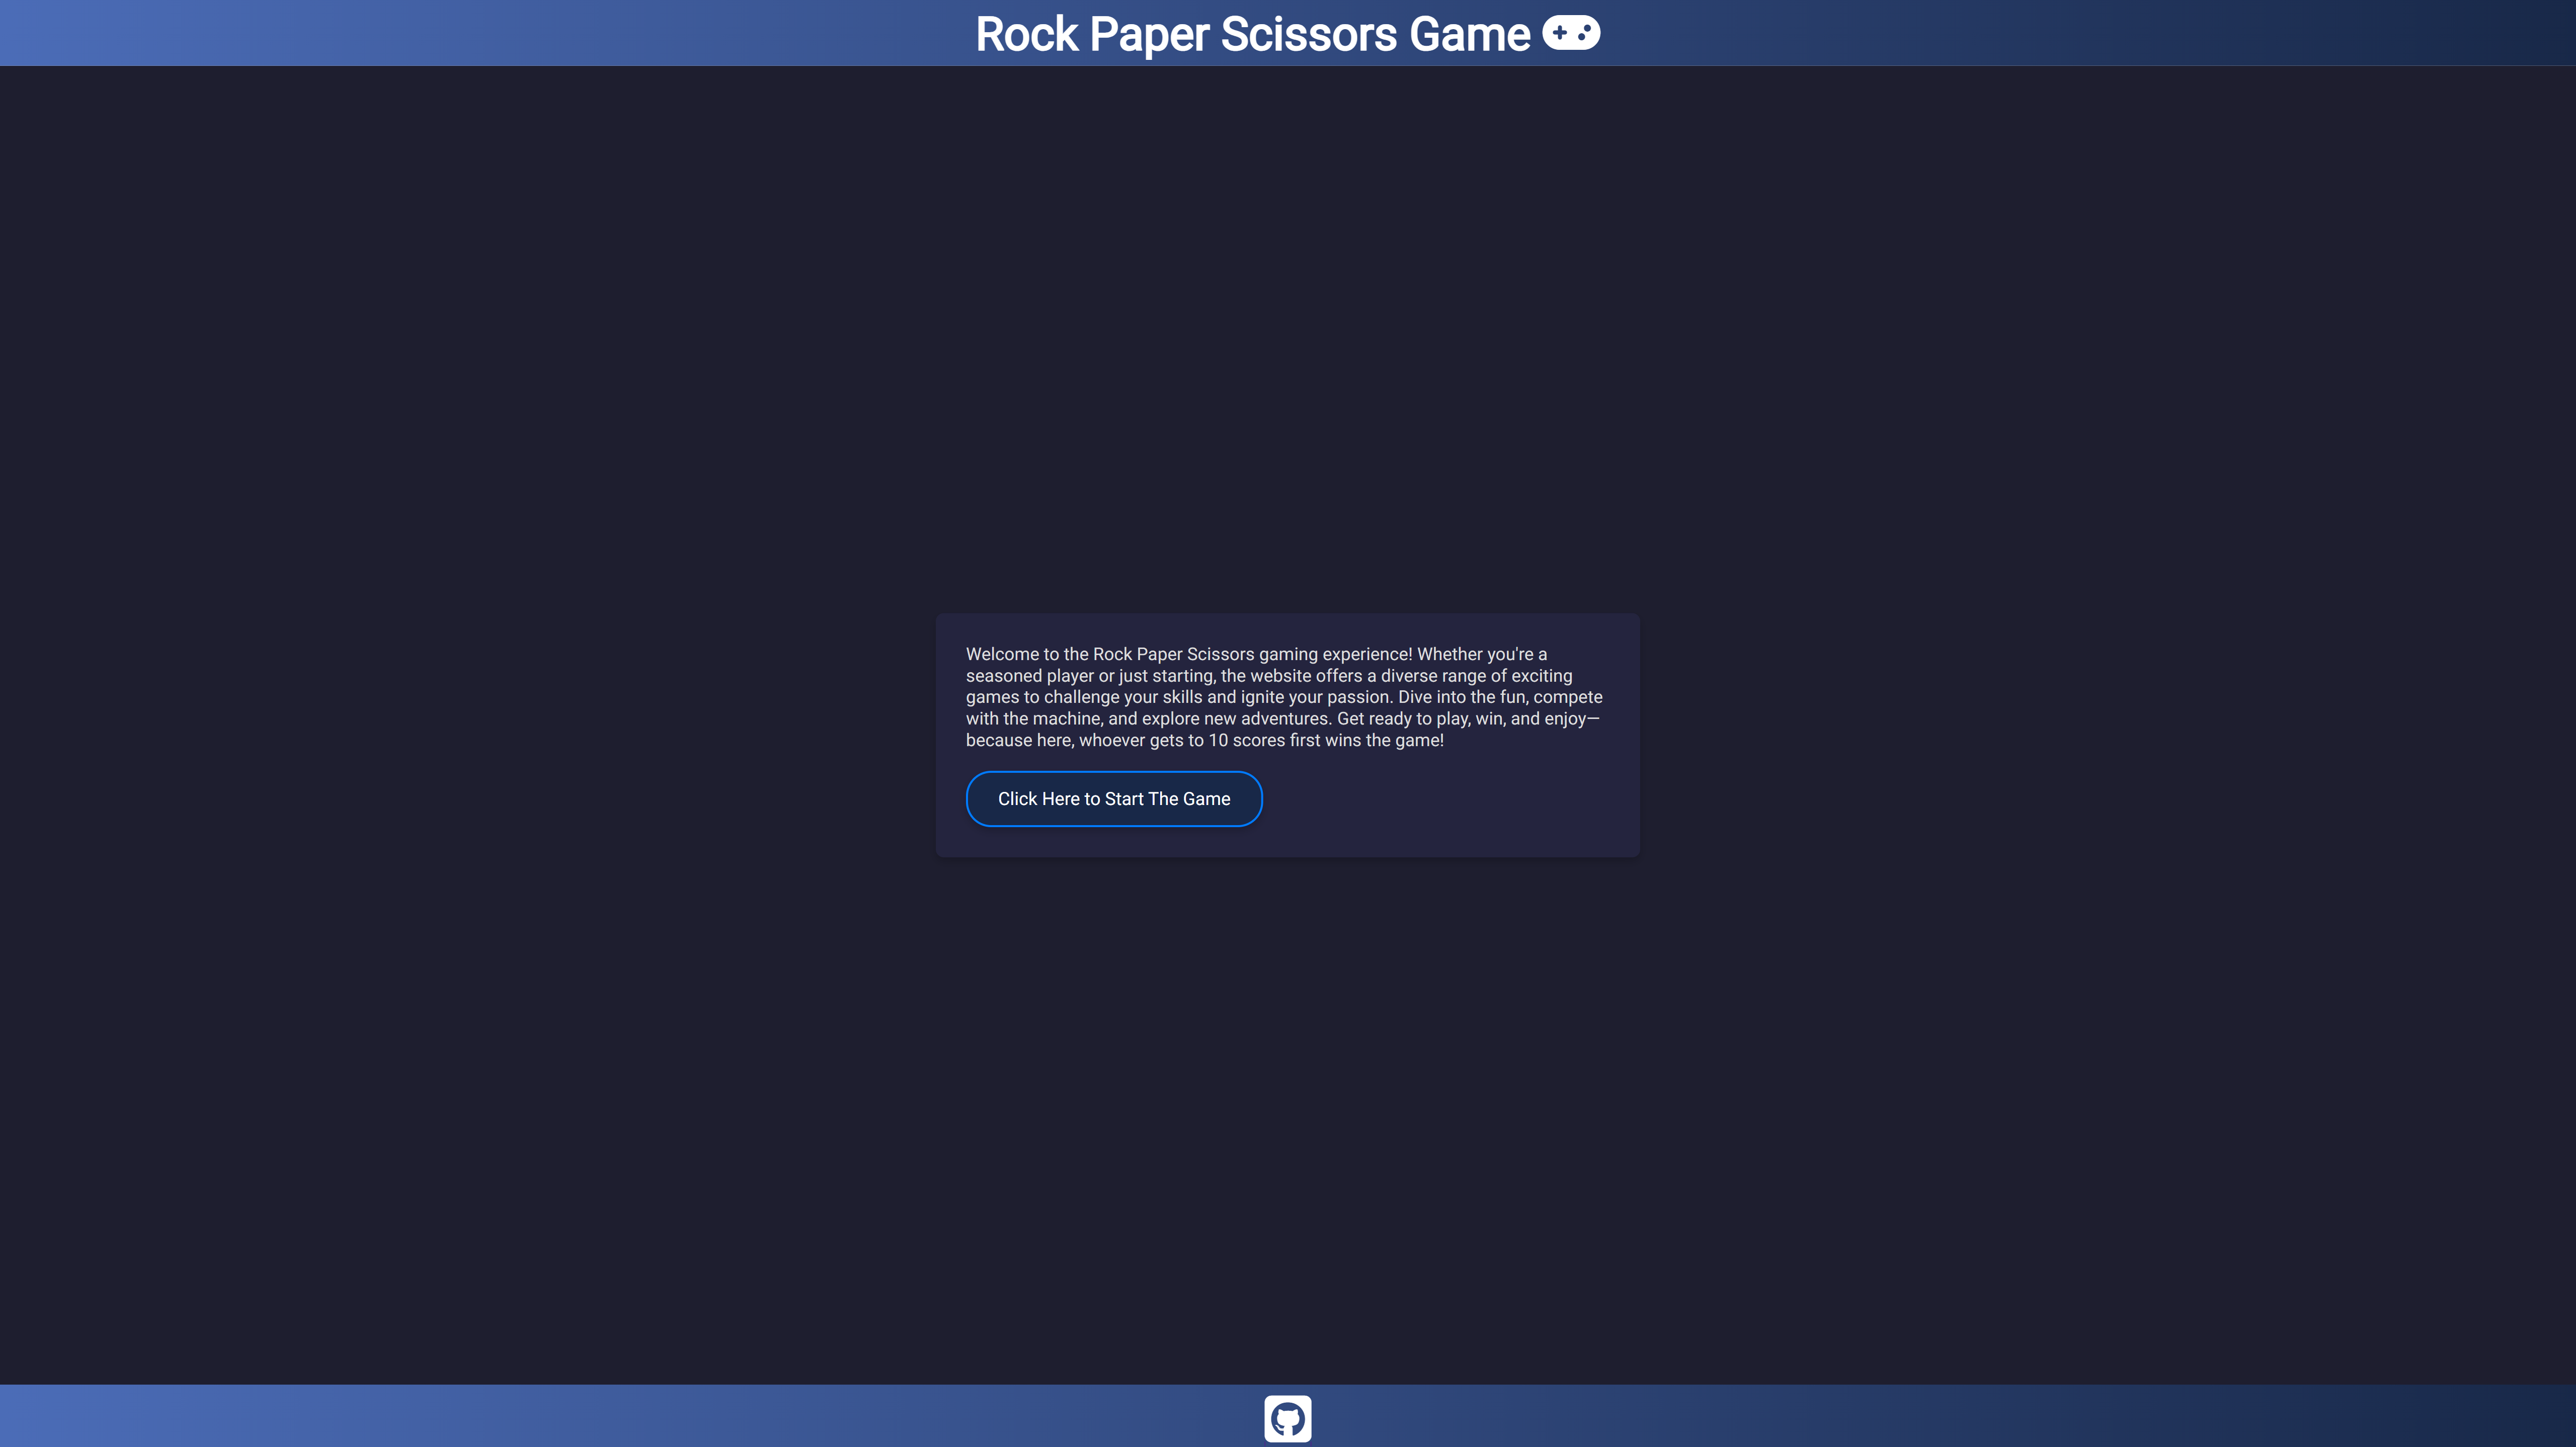 Rock Paper Scissors Game
Welcome to the Rock Paper Scissors gaming experience! Whether you're a
seasoned player or just starting, the website offers a diverse range of exciting
games to challenge your skills and ignite your passion. Dive into the fun, compete
with the machine, and explore new adventures. Get ready to play, win, and enjoy—
because here, whoever gets to 10 scores first wins the game!
Click Here to Start The Game